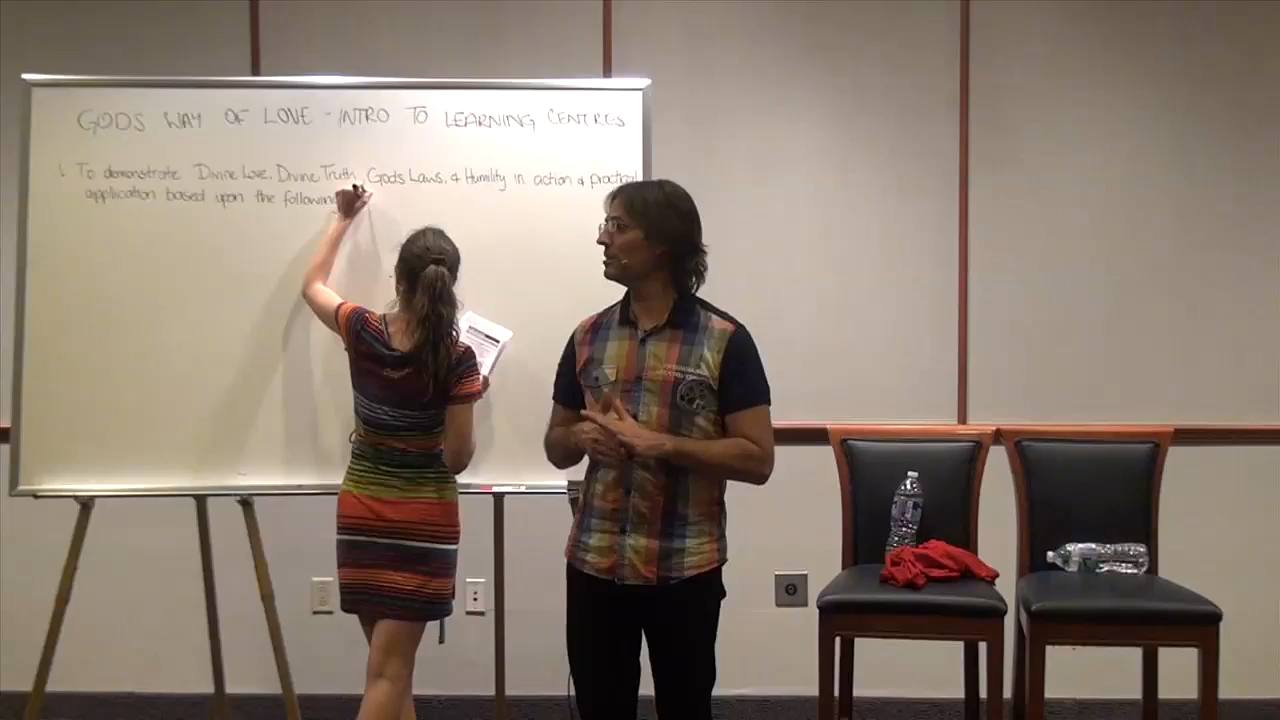 GODS WAY OF LOVE - INTRO TO LEARNING CENTRES
1. To demonstrate Divine Love, Divine Truth, Gods Laws, & Humility in action & practical
application based upon the following